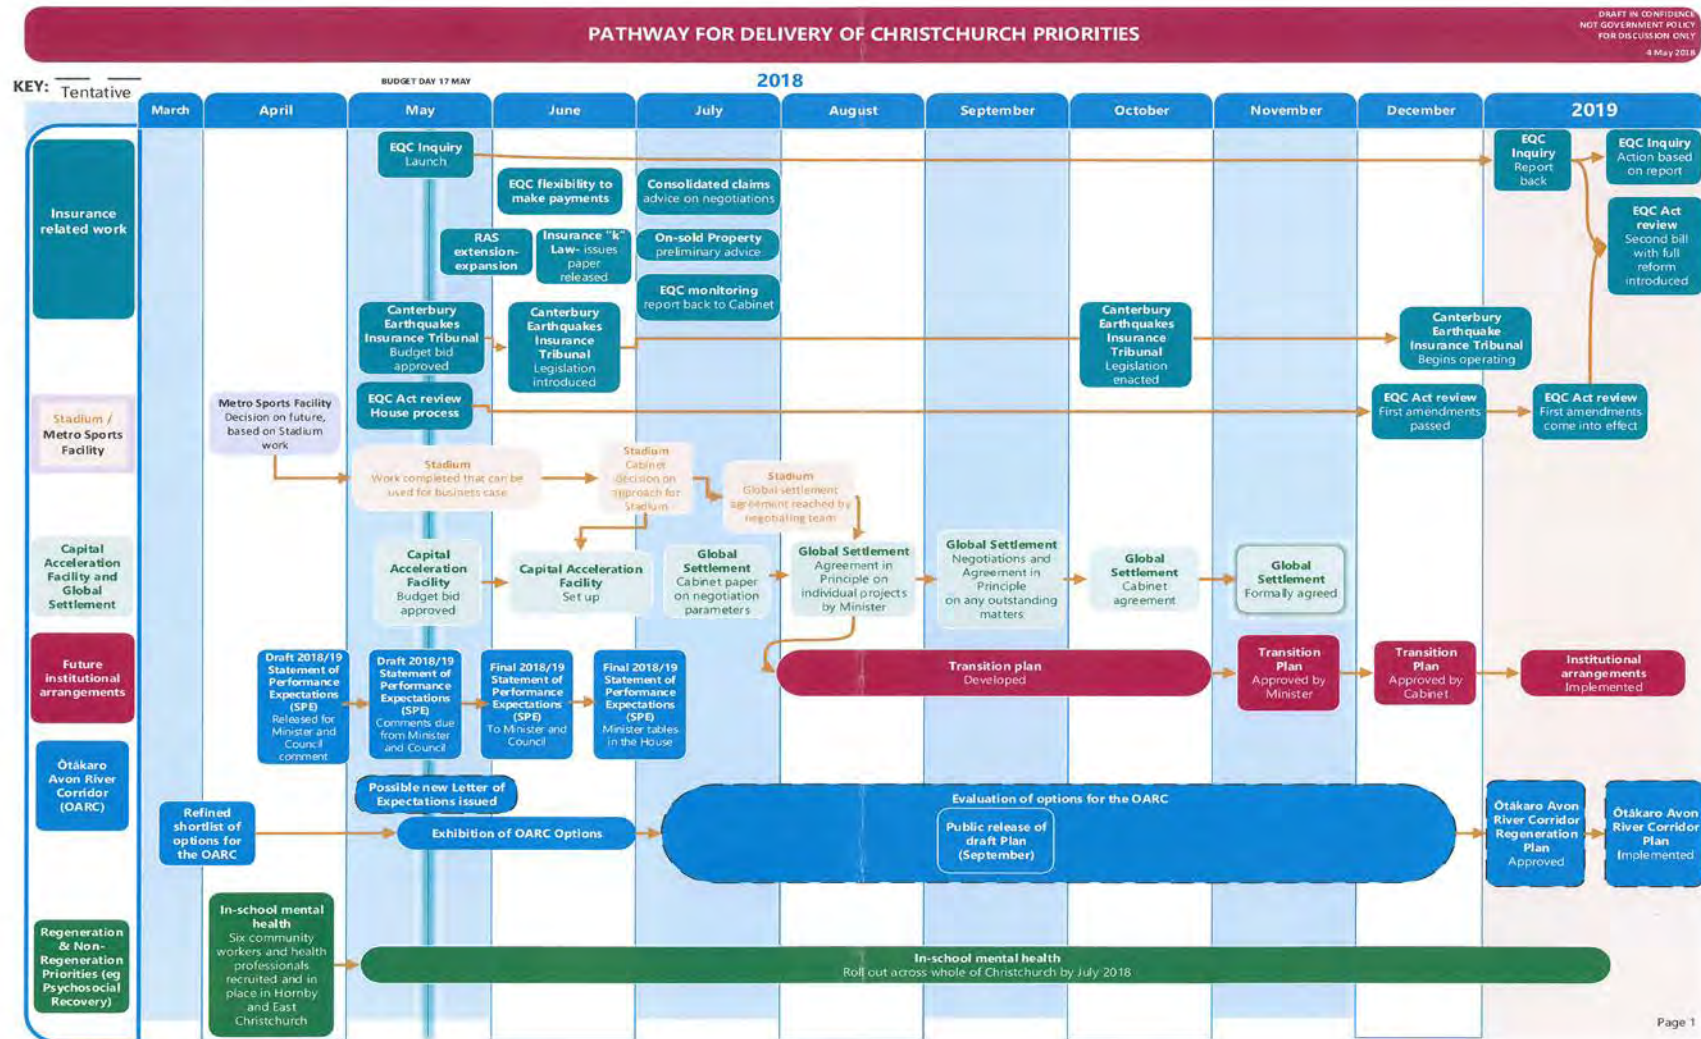 DRAFT IN CONFIDENCE
NOT GOVERNMENT POLICY
FOR DISCUSSION ONLY
4 May 2018
PATHWAY FOR DELIVERY OF CHRISTCHURCH PRIORITIES
KEY:
Tentative
BUDGET DAY 17 MAY
2018
March
April
May
June
July
August
September
October
November
December
2019
Insurance
related work
EQC Inquiry
Launch
EQC
Inquiry
Report
back
EQC Inquiry
Action based
on report
EQC flexibility to
make payments
Consolidated claims
advice on negotiations
RAS
extension-
expansion
Insurance "k"
Law- issues
paper
released
On-sold Property
preliminary advice
EQC Act
review
Second bill
with full
reform
introduced
EQC monitoring
report back to Cabinet
Canterbury
Earthquakes
Insurance Tribunal
Budget bid
approved
Canterbury
Earthquakes
Insurance
Tribunal
Legislation
introduced
Canterbury
Earthquakes
Insurance
Tribunal
Legislation
enacted
Canterbury
Earthquake
Insurance Tribunal
Begins operating
EQC Act review
House process
EQC Act review
First amendments
passed
EQC Act review
First amendments
come into effect
Stadium /
Metro Sports
Facility
Metro Sports Facility
Decision on future,
based on Stadium
work
Stadium
Work completed that can be
used for business case
Stadium
Cabinet
decision on
approach for
Stadium
Stadium
Global settlement
agreement reached by
negotiating team
Capital
Acceleration
Facility and
Global
Settlement
Capital
Acceleration
Facility
Budget bid
approved
Capital Acceleration
Facility
Set up
Global
Settlement
Cabinet paper
on negotiation
parameters
Global Settlement
Agreement in
Principle on
individual projects
by Minister
Global Settlement
Negotiations and
Agreement in
Principle
on any outstanding
matters
Global
Settlement
Cabinet
agreement
Global
Settlement
Formally agreed
Future
institutional
arrangements
Draft 2018/19
Statement of
Performance
Expectations
(SPE)
Released for
Minister and
Council
comment
Draft 2018/19
Statement of
Performance
Expectations
(SPE)
Comments due
from Minister
and Council
Final 2018/19
Statement of
Performance
Expectations
(SPE)
To Minister and
Council
Final 2018/19
Statement of
Performance
Expectations
(SPE)
Minister tables
in the House
Transition plan
Developed
Transition
Plan
Approved by
Minister
Transition
Plan
Approved by
Cabinet
Institutional
arrangements
Implemented
Ōtākaro
Avon River
Corridor
(OARC)
Possible new Letter of
Expectations issued
Refined
shortlist of
options for
the OARC
Exhibition of OARC Options
Evaluation of options for the OARC
Public release of
draft Plan
(September)
Ōtākaro Avon
River Corridor
Regeneration
Plan
Approved
Ōtākaro Avon
River Corridor
Plan
Implemented
Regeneration
& Non-
Regeneration
Priorities (eg
Psychosocial
Recovery)
In-school mental
health
Six community
workers and health
professionals
recruited and in
place in Hornby
and East
Christchurch
In-school mental health
Roll out across whole of Christchurch by July 2018
Page 1